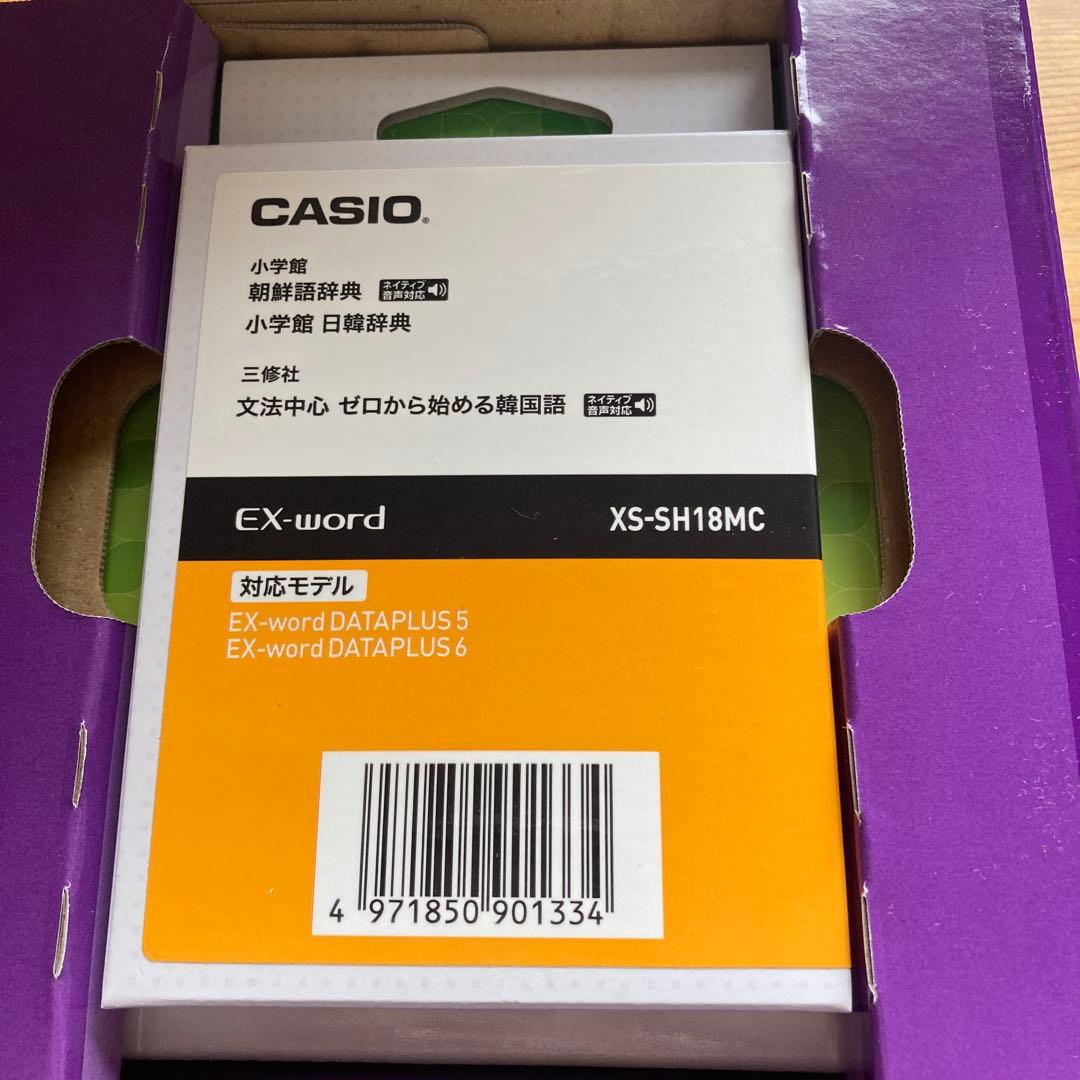 CASIO®
小学館
朝鮮語辞典 ネイティブ音声対応
小学館 日韓辞典
三修社
文法中心 ゼロから始める韓国語 ネイティブ音声対応
EX-word XS-SH18MC
対応モデル
EX-word DATAPLUS 5
EX-word DATAPLUS 6
4 971850 901334